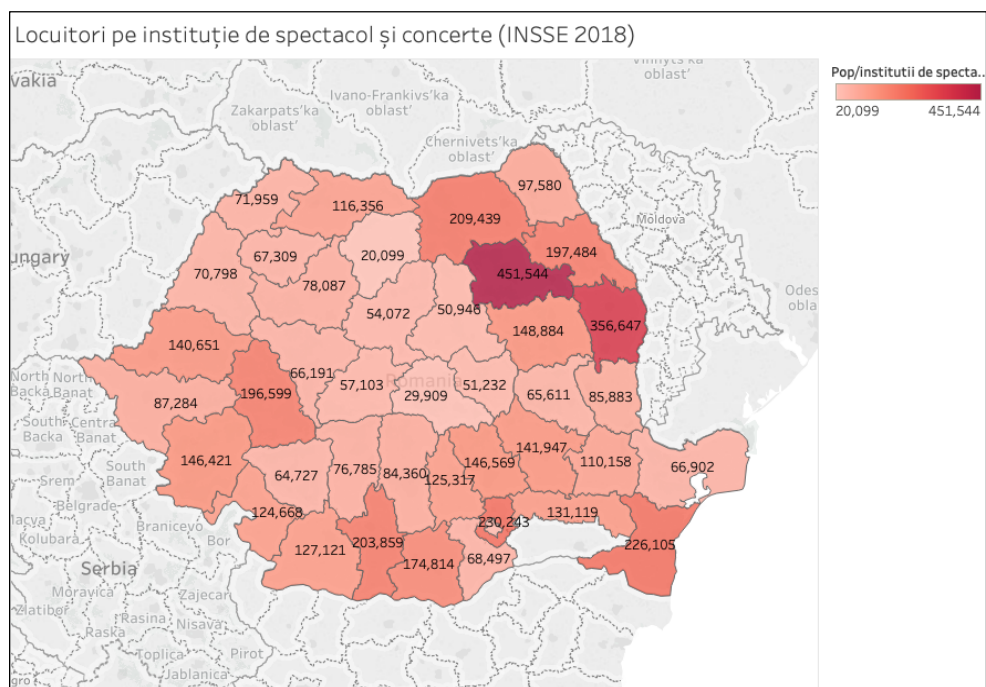 Locuitori pe instituție de spectacol și concerte (INSSE 2018)
Pop/institutii de specta..
20,099 451,544
vakia
Ivano-Frankivs'ka
oblast'
Vinnyts'ka
oblast'
Zakarpats'ka
oblast'
Chernivets'ka
oblast'
97,580
71,959
116,356
209,439
Moldova
67,309
20,099
197,484
ungary
70,798
451,544
78,087
Odes
obla
54,072
50,946
356,647
148,884
140,651
66,191
57,103
Romania
51,232
North
Backa
North
Banat
196,599
29,909
65,611
85,883
87,284
South
Backa
Central
Banat
146,421
141,947
146,569
South
Banat
64,727
76,785
84,360
125,317
110,158
66,902
Srem
Belgrade
124,668
Macva
Kolubara
Branicevo
Bor
131,119
230,243
127,121
203,859
226,105
174,814
68,497
Serbia
Moravica
Zajecar
Zlatibor
Rasina
Nisava
Raska
Toplica
Pirot
Jablanica
gro